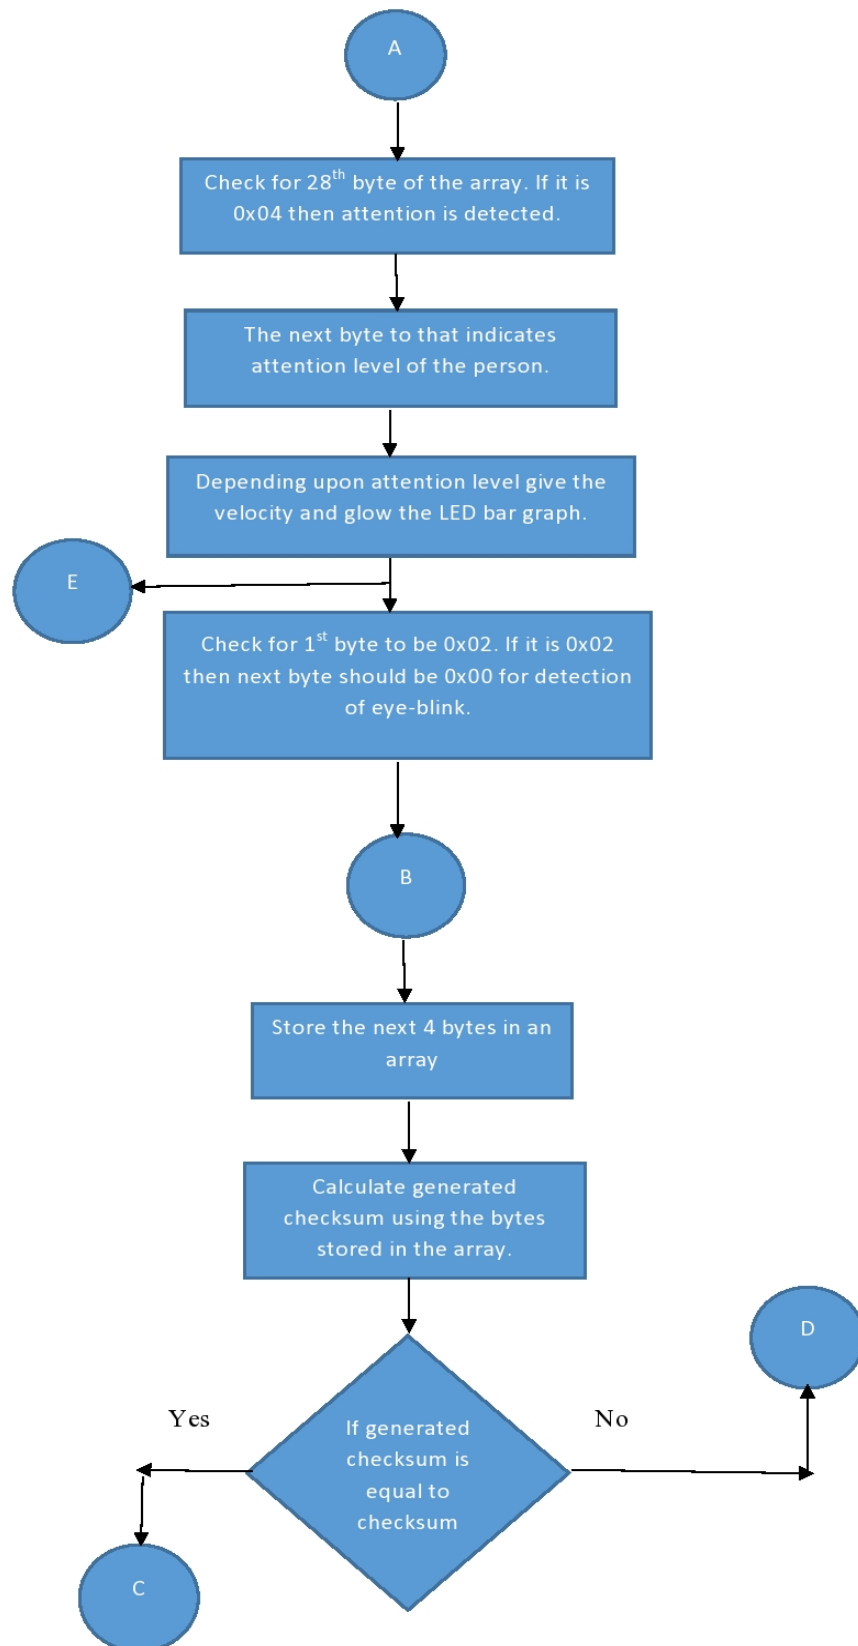 A
Check for 28th byte of the array. If it is
0x04 then attention is detected.
The next byte to that indicates
attention level of the person.
Depending upon attention level give the
velocity and glow the LED bar graph.
E
Check for 1st byte to be 0x02. If it is 0x02
then next byte should be 0x00 for detection
of eye-blink.
B
Store the next 4 bytes in an
array
Calculate generated
checksum using the bytes
stored in the array.
D
Yes
No
If generated
checksum is
equal to
checksum
C